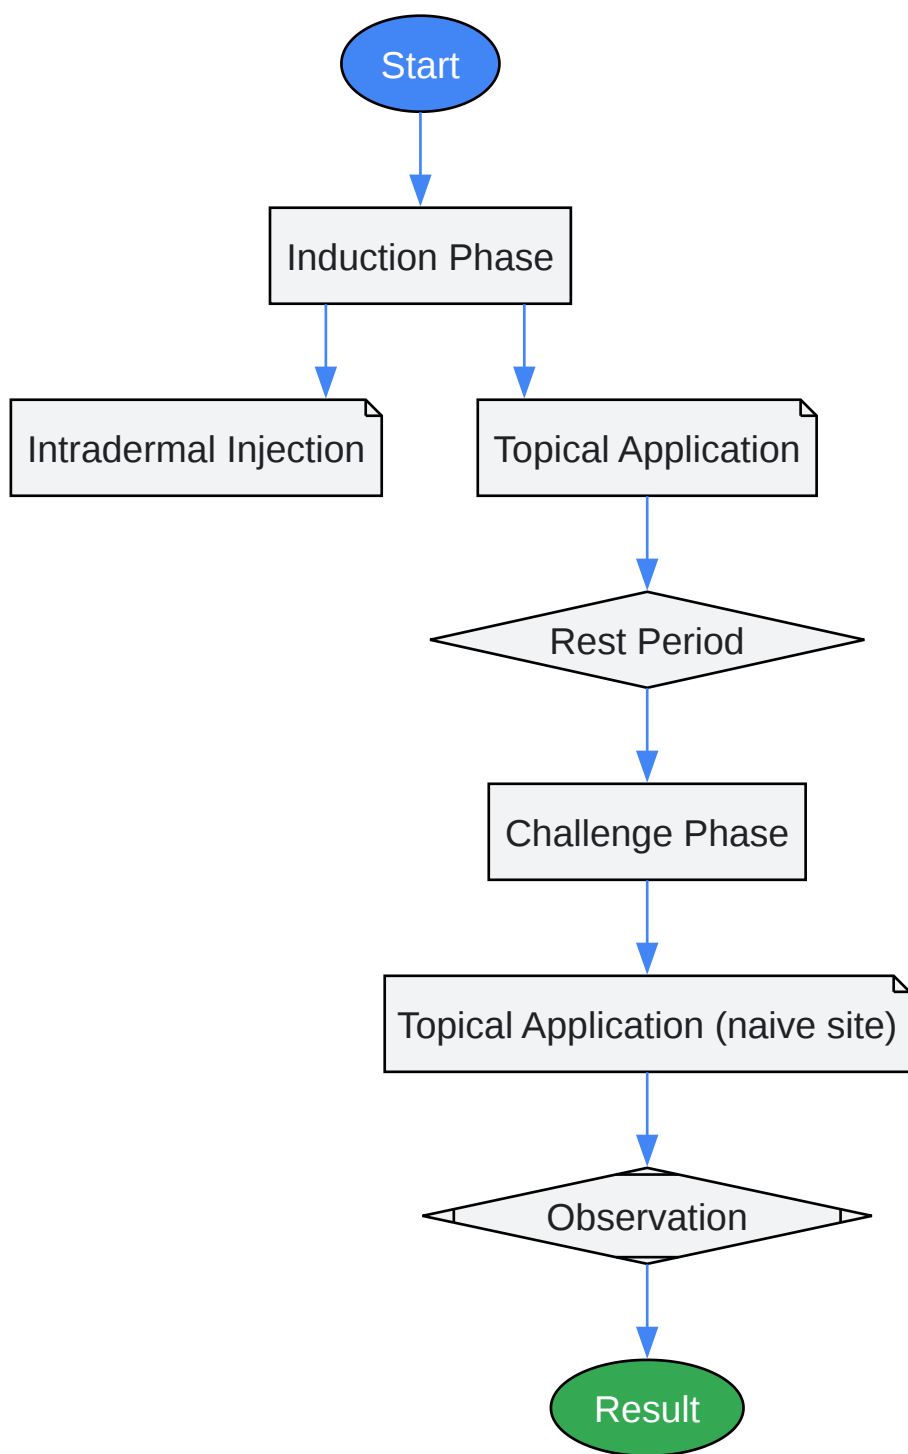 Start
Induction Phase
Intradermal Injection
Topical Application
Rest Period
Challenge Phase
Topical Application (naive site)
Observation
Result